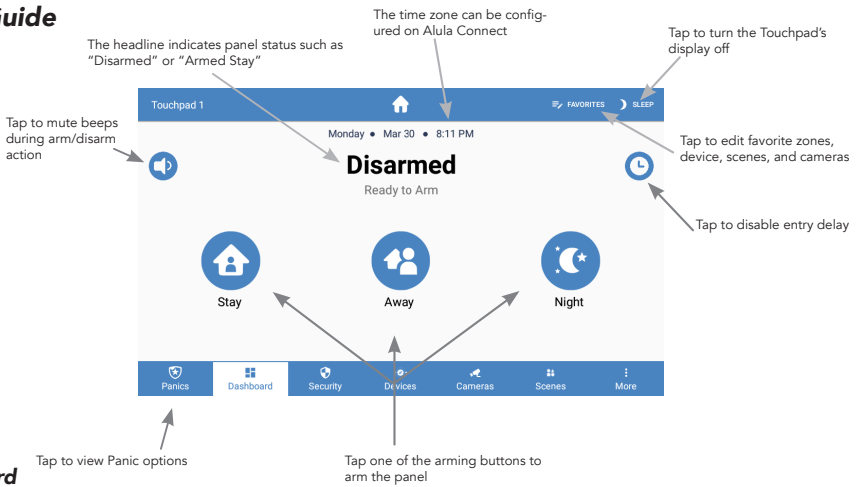 Guide
The time zone can be config-
ured on Alula Connect
The headline indicates panel status such as
“Disarmed” or “Armed Stay”
Tap to turn the Touchpad’s
display off
Touchpad 1
FAVORITES
SLEEP
Tap to mute beeps
during arm/disarm
action
Monday ● Mar 30 ● 8:11 PM
Tap to edit favorite zones,
device, scenes, and cameras
Disarmed
Ready to Arm
Tap to disable entry delay
Stay
Away
Night
Panics
Dashboard
Security
Devices
Cameras
Scenes
More
Tap to view Panic options
Tap one of the arming buttons to
arm the panel
rd